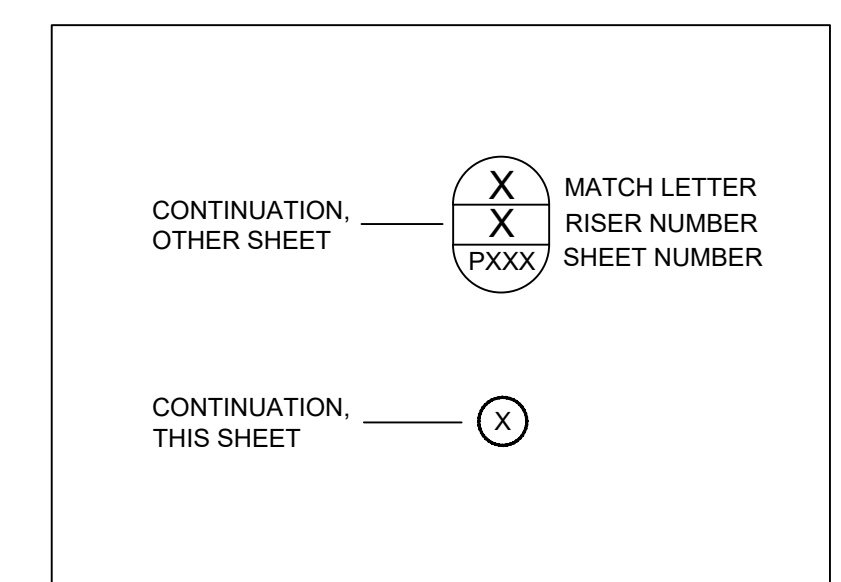 X MATCH LETTER
CONTINUATION, X RISER NUMBER
OTHER SHEET PXXX SHEET NUMBER
CONTINUATION,
THIS SHEET X